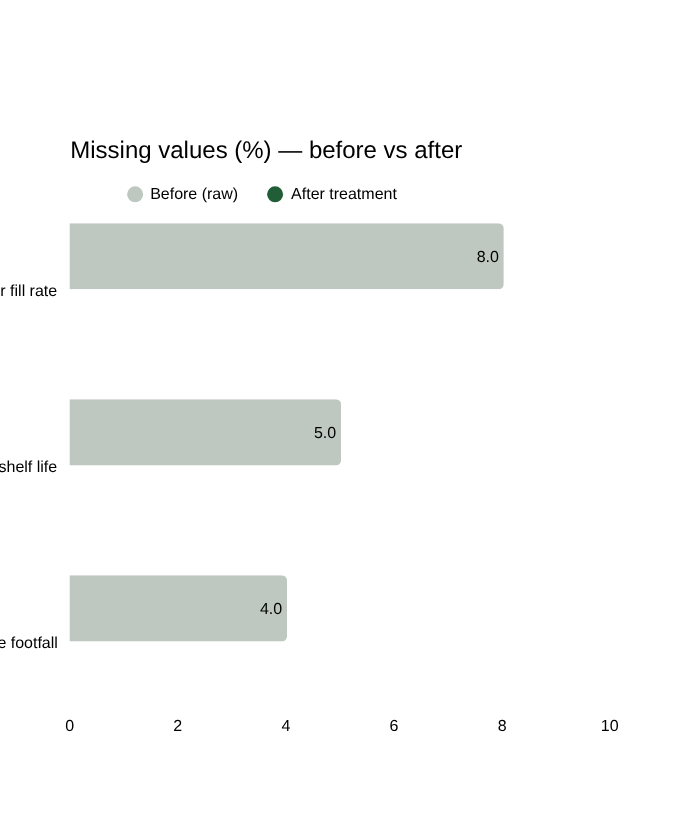 Missing values (%) — before vs after
Before (raw) After treatment
8.0
r fill rate
5.0
shelf life
4.0
e footfall
0 2 4 6 8 10